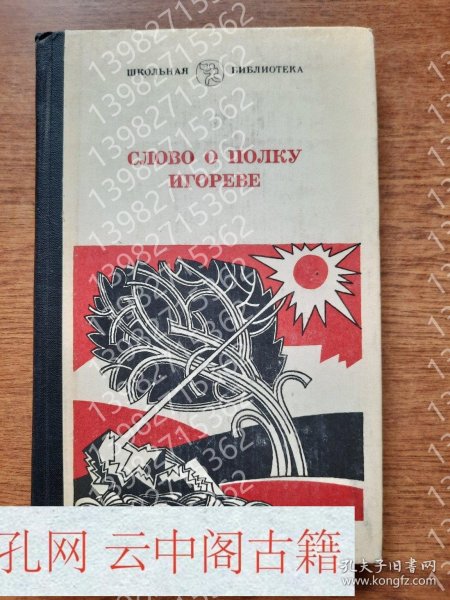 ШКОЛЬНАЯ БИБЛИОТЕКА
СЛОВО О ПОЛКУ
ИГОРЕВЕ
13982715362
孔网 云中阁古籍
孔夫子旧书网
www.kongfz.com